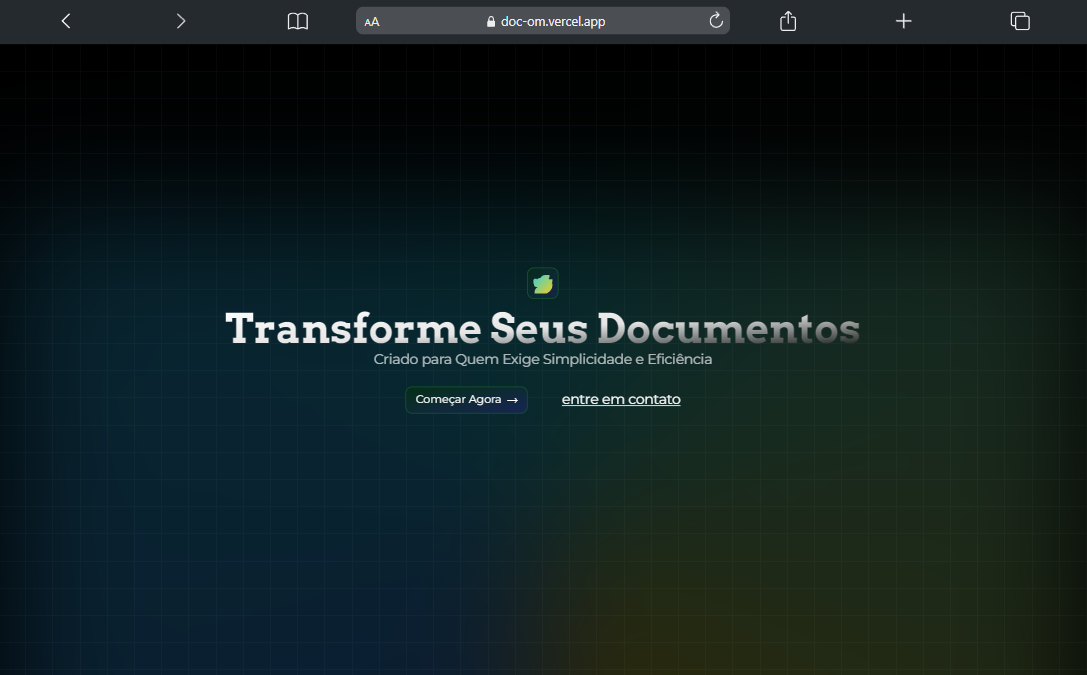 AA
doc-om.vercel.app
Transforme Seus Documentos
Criado para Quem Exige Simplicidade e Eficiência
Começar Agora →
entre em contato